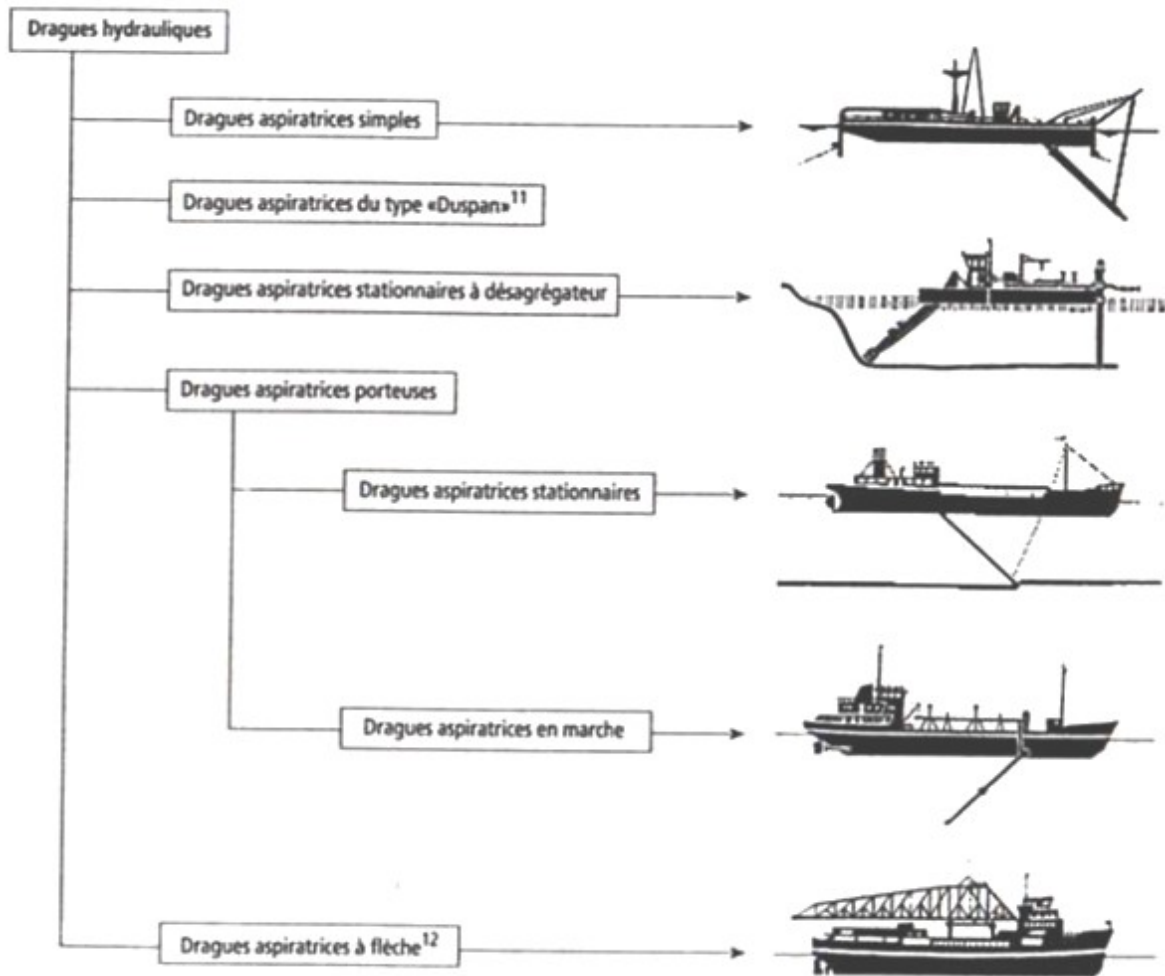 Dragues hydrauliques
Dragues aspiratrices simples
Dragues aspiratrices du type «Duspan»11
Dragues aspiratrices stationnaires à désagrégateur
Dragues aspiratrices porteuses
Dragues aspiratrices stationnaires
Dragues aspiratrices en marche
Dragues aspiratrices à flèche12